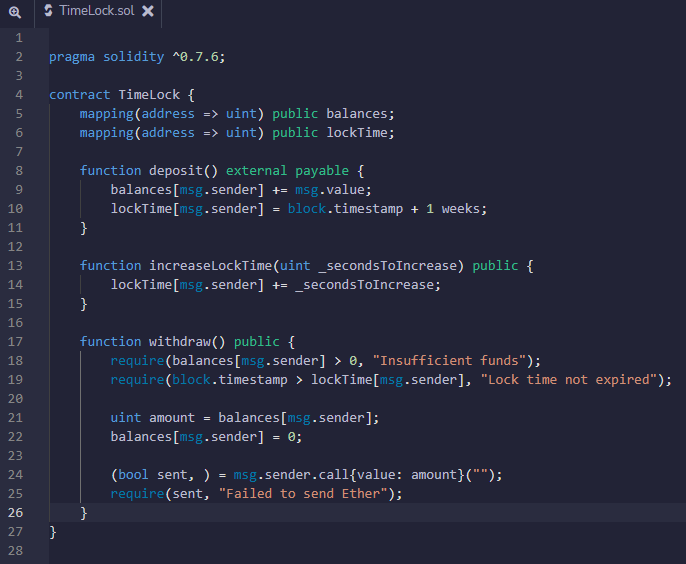 TimeLock.sol
1
2 pragma solidity ^0.7.6;
3
4 contract TimeLock {
5     mapping(address => uint) public balances;
6     mapping(address => uint) public lockTime;
7
8     function deposit() external payable {
9         balances[msg.sender] += msg.value;
10         lockTime[msg.sender] = block.timestamp + 1 weeks;
11     }
12
13     function increaseLockTime(uint _secondsToIncrease) public {
14         lockTime[msg.sender] += _secondsToIncrease;
15     }
16
17     function withdraw() public {
18         require(balances[msg.sender] > 0, "Insufficient funds");
19         require(block.timestamp > lockTime[msg.sender], "Lock time not expired");
20
21         uint amount = balances[msg.sender];
22         balances[msg.sender] = 0;
23
24         (bool sent, ) = msg.sender.call{value: amount}("");
25         require(sent, "Failed to send Ether");
26     }
27 }
28